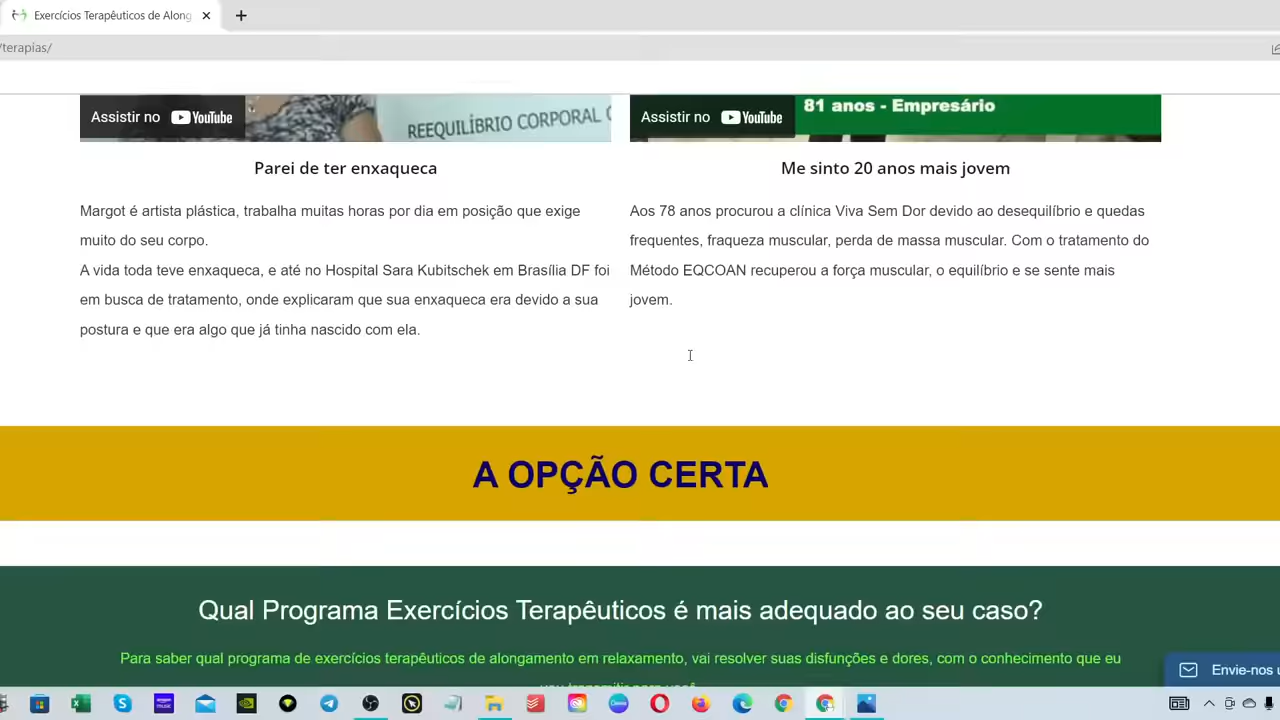 Exercícios Terapêuticos de Along
/terapias/
Assistir no YouTube
REEQUILÍBRIO CORPORAL
Assistir no YouTube
81 anos - Empresário
Parei de ter enxaqueca
Margot é artista plástica, trabalha muitas horas por dia em posição que exige
muito do seu corpo.
A vida toda teve enxaqueca, e até no Hospital Sara Kubitschek em Brasília DF foi
em busca de tratamento, onde explicaram que sua enxaqueca era devido a sua
postura e que era algo que já tinha nascido com ela.
Me sinto 20 anos mais jovem
Aos 78 anos procurou a clínica Viva Sem Dor devido ao desequilíbrio e quedas
frequentes, fraqueza muscular, perda de massa muscular. Com o tratamento do
Método EQCOAN recuperou a força muscular, o equilíbrio e se sente mais
jovem.
A OPÇÃO CERTA
Qual Programa Exercícios Terapêuticos é mais adequado ao seu caso?
Para saber qual programa de exercícios terapêuticos de alongamento em relaxamento, vai resolver suas disfunções e dores, com o conhecimento que eu
Envie-nos